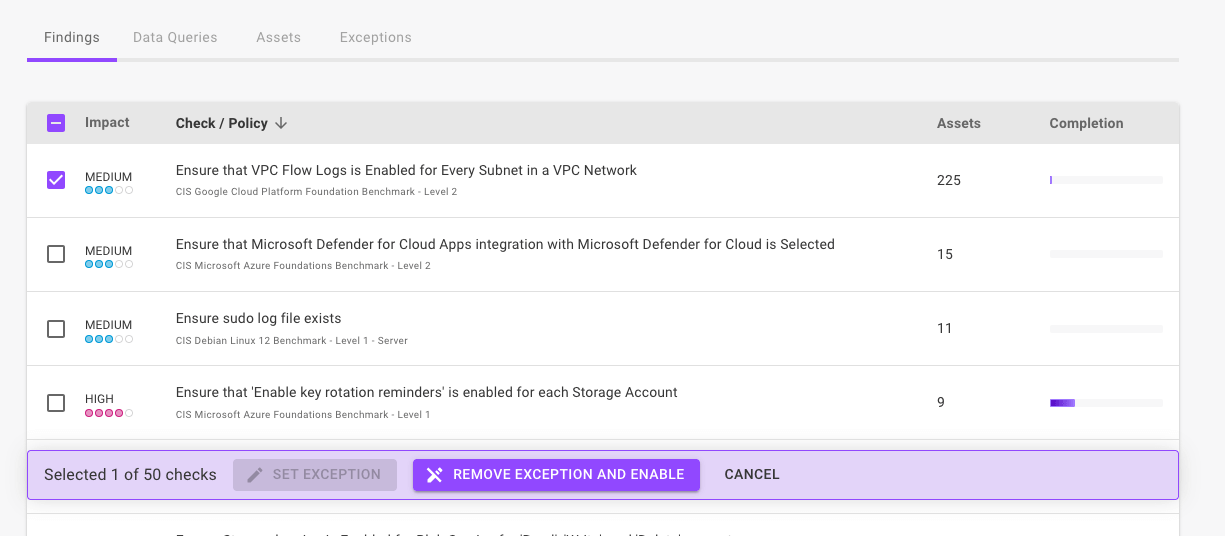 Findings Data Queries Assets Exceptions
Impact Check / Policy Assets Completion
MEDIUM
Ensure that VPC Flow Logs is Enabled for Every Subnet in a VPC Network
CIS Google Cloud Platform Foundation Benchmark - Level 2
225
MEDIUM
Ensure that Microsoft Defender for Cloud Apps integration with Microsoft Defender for Cloud is Selected
CIS Microsoft Azure Foundations Benchmark - Level 2
15
MEDIUM
Ensure sudo log file exists
CIS Debian Linux 12 Benchmark - Level 1 - Server
11
HIGH
Ensure that 'Enable key rotation reminders' is enabled for each Storage Account
CIS Microsoft Azure Foundations Benchmark - Level 1
9
Selected 1 of 50 checks SET EXCEPTION REMOVE EXCEPTION AND ENABLE CANCEL